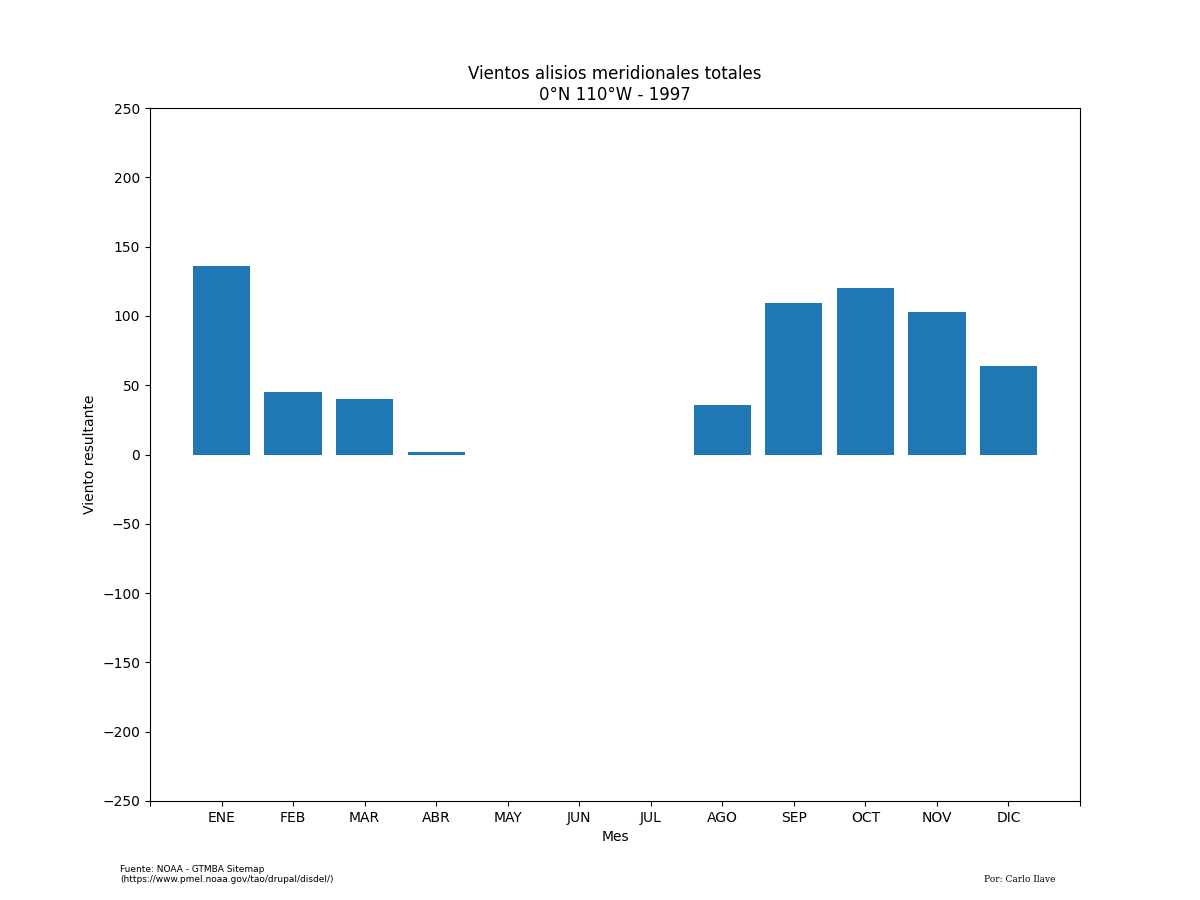 Vientos alisios meridionales totales
0°N 110°W - 1997
250
200
150
100
50
0
−50
−100
−150
−200
−250
Viento resultante
ENE FEB MAR ABR MAY JUN JUL AGO SEP OCT NOV DIC
Mes
Fuente: NOAA - GTMBA Sitemap
(https://www.pmel.noaa.gov/tao/drupal/disdel/)
Por: Carlo Ilave